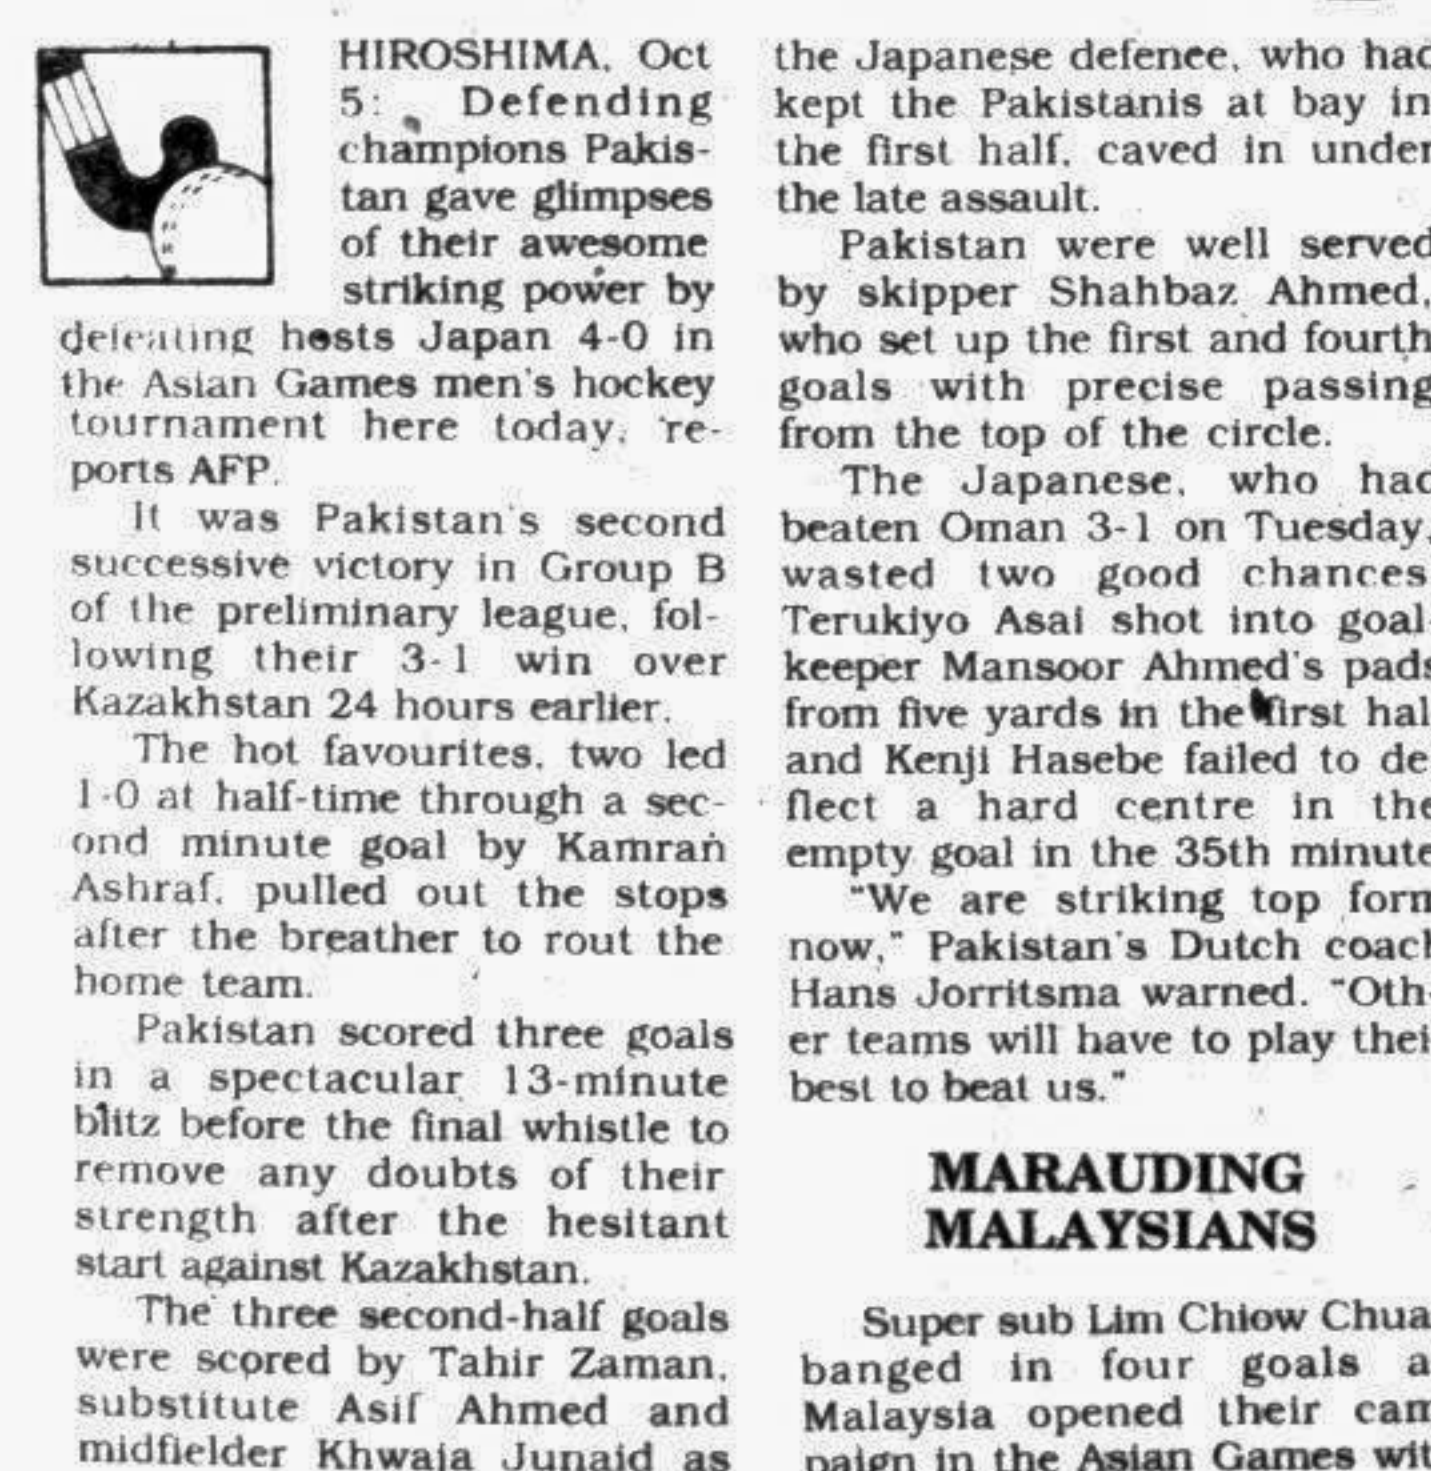 HIROSHIMA, Oct
5: Defending
champions Pakis-
tan gave glimpses
of their awesome
striking power by
defeating hosts Japan 4-0 in
the Asian Games men's hockey
tournament here today, re-
ports AFP.
It was Pakistan's second
successive victory in Group B
of the preliminary league, fol-
lowing their 3-1 win over
Kazakhstan 24 hours earlier.
The hot favourites, two led
1-0 at half-time through a sec-
ond minute goal by Kamran
Ashraf, pulled out the stops
after the breather to rout the
home team.
Pakistan scored three goals
in a spectacular 13-minute
blitz before the final whistle to
remove any doubts of their
strength after the hesitant
start against Kazakhstan.
The three second-half goals
were scored by Tahir Zaman,
substitute Asif Ahmed and
midfielder Khwaja Junaid as
the Japanese defenee, who had
kept the Pakistanis at bay in
the first half, caved in under
the late assault.
Pakistan were well served
by skipper Shahbaz Ahmed,
who set up the first and fourth
goals with precise passing
from the top of the circle.
The Japanese, who had
beaten Oman 3-1 on Tuesday,
wasted two good chances
Terukiyo Asai shot into goal-
keeper Mansoor Ahmed's pads
from five yards in the first hal
and Kenji Hasebe failed to de
flect a hard centre in the
empty goal in the 35th minute
"We are striking top form
now," Pakistan's Dutch coach
Hans Jorritsma warned. "Oth-
er teams will have to play thei
best to beat us."
MARAUDING
MALAYSIANS
Super sub Lim Chiow Chua
banged in four goals a
Malaysia opened their cam
paign in the Asian Games wit